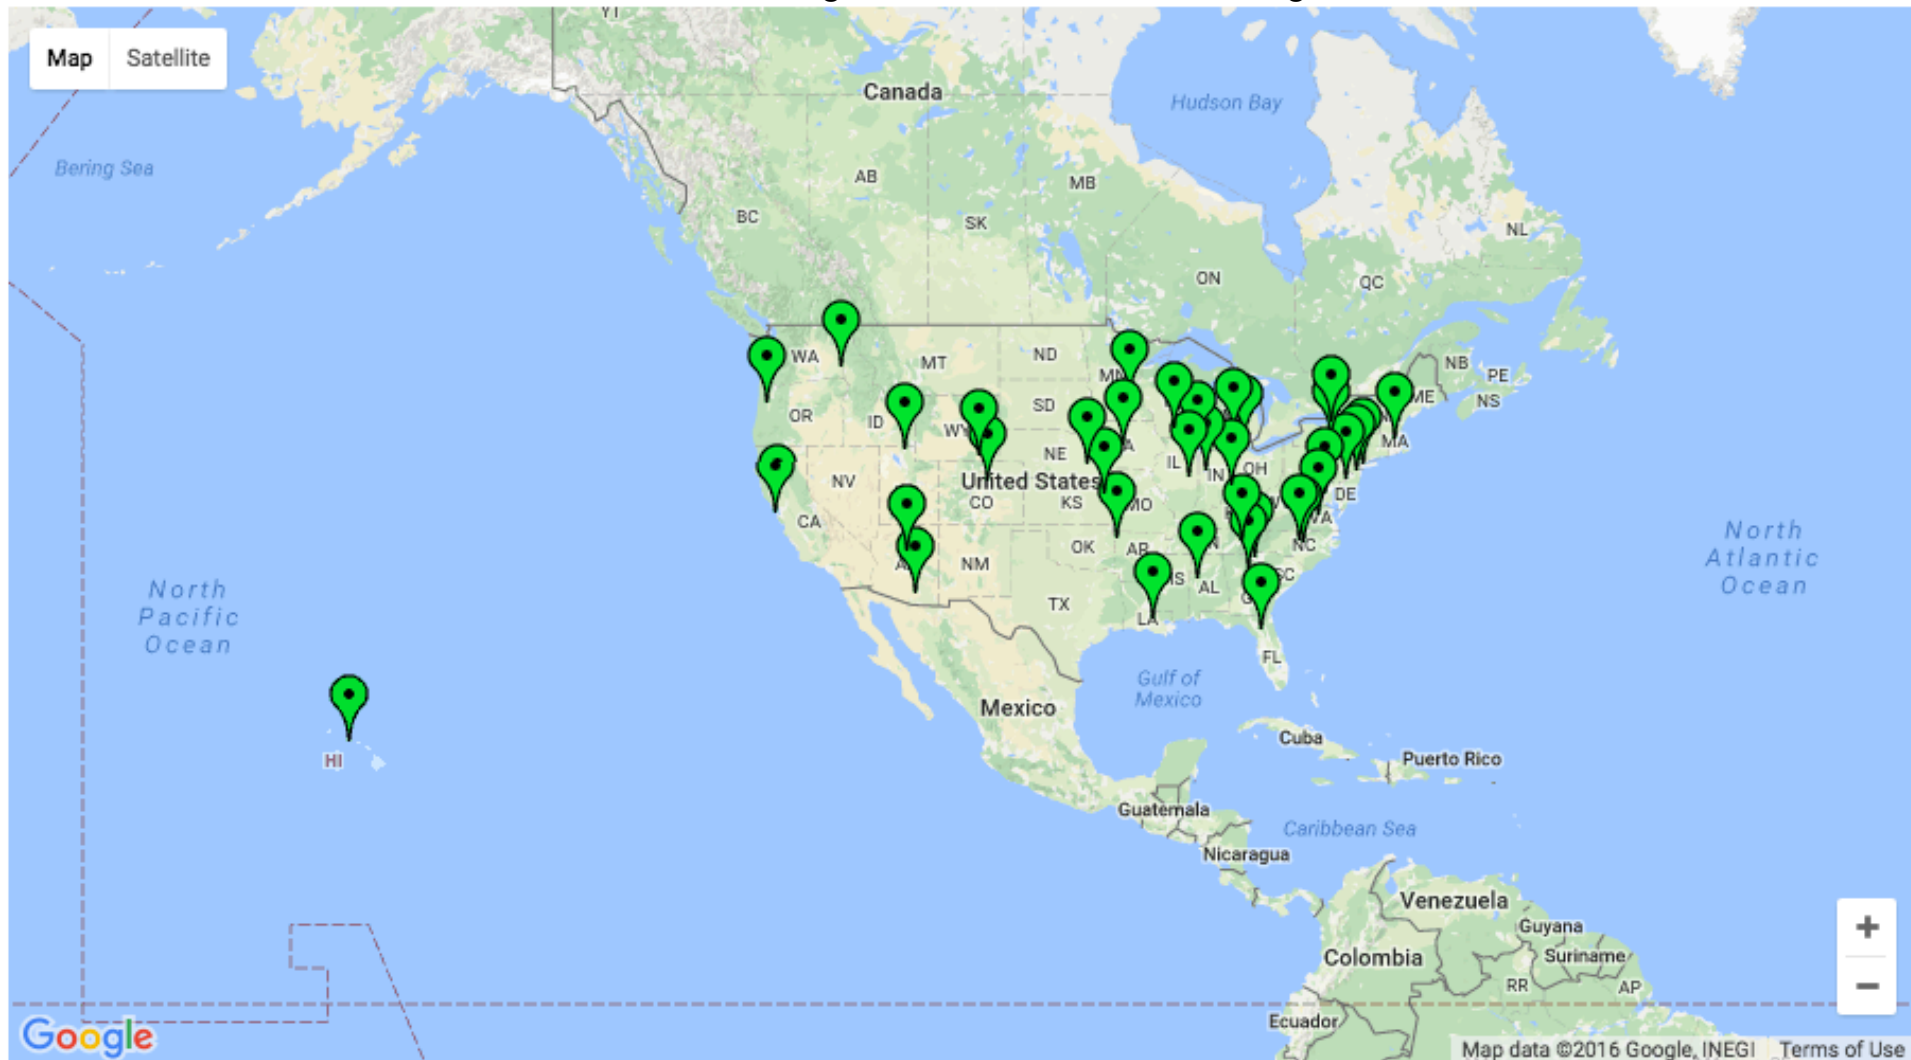 YT
Map Satellite
Canada
Hudson Bay
Bering Sea
AB
MB
BC
SK
NL
ON
QC
WA
MT
ND
MN
NB
PE
ME
NS
OR
ID
WY
SD
MA
NE
IL
IN
OH
NV
United States
CO
KS
MO
DE
VA
CA
OK
AR
NC
NM
MS
AL
SC
TX
LA
FL
North
Pacific
Ocean
North
Atlantic
Ocean
Gulf of
Mexico
Mexico
HI
Cuba
Puerto Rico
Guatemala
Caribbean Sea
Nicaragua
Venezuela
Guyana
Colombia
Suriname
RR
AP
Ecuador
+
−
Google
Map data ©2016 Google, INEGI Terms of Use